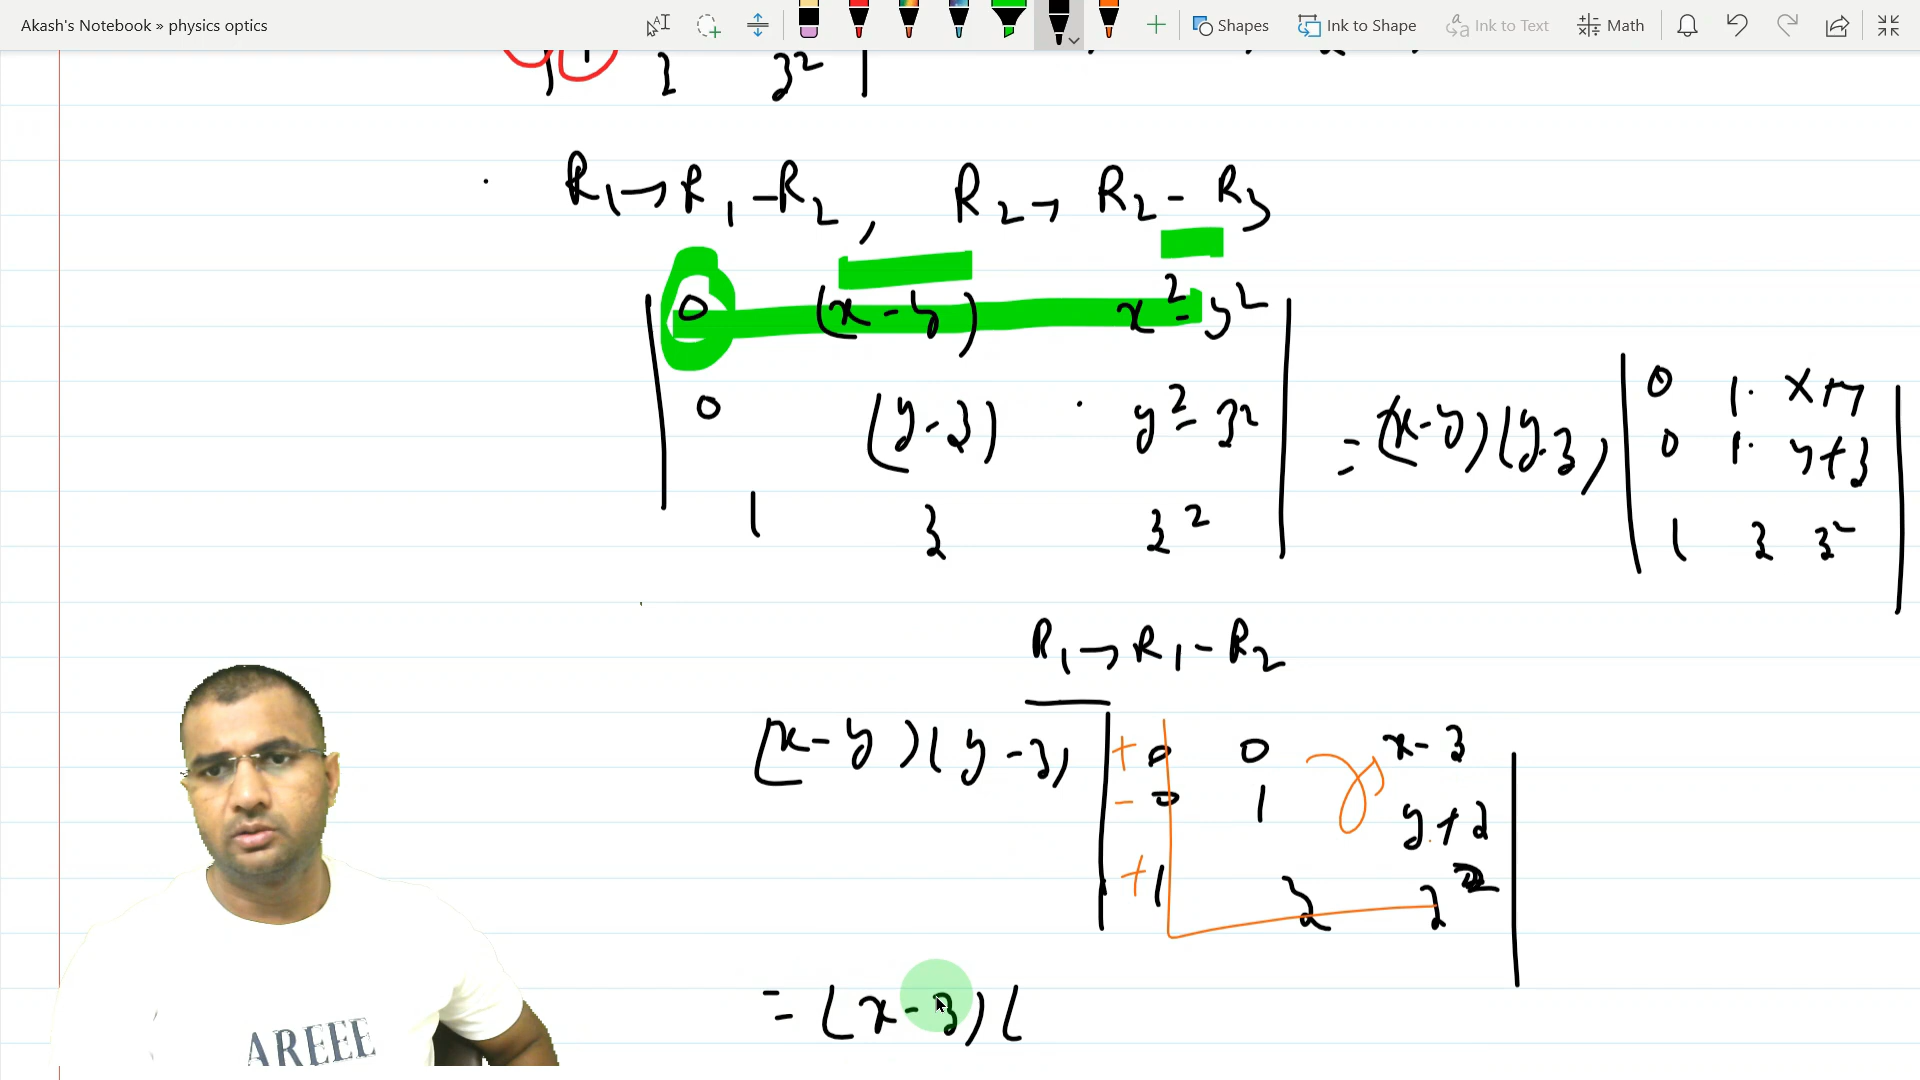 Akash's Notebook » physics optics
Shapes Ink to Shape Ink to Text Math
z z²
R₁→R₁-R₂, R₂→R₂-R₃
0 (x-y) x²-y²
0 (y-z) y²-z²
1 z z²
=(x-y)(y-z)
0 1 x+y
0 1 y+z
1 z z²
R₁→R₁-R₂
(x-y)(y-z)
+ 0 0 x-z
- 0 1 y+z
+ 1 z z²
=(x-z)(
AREEE